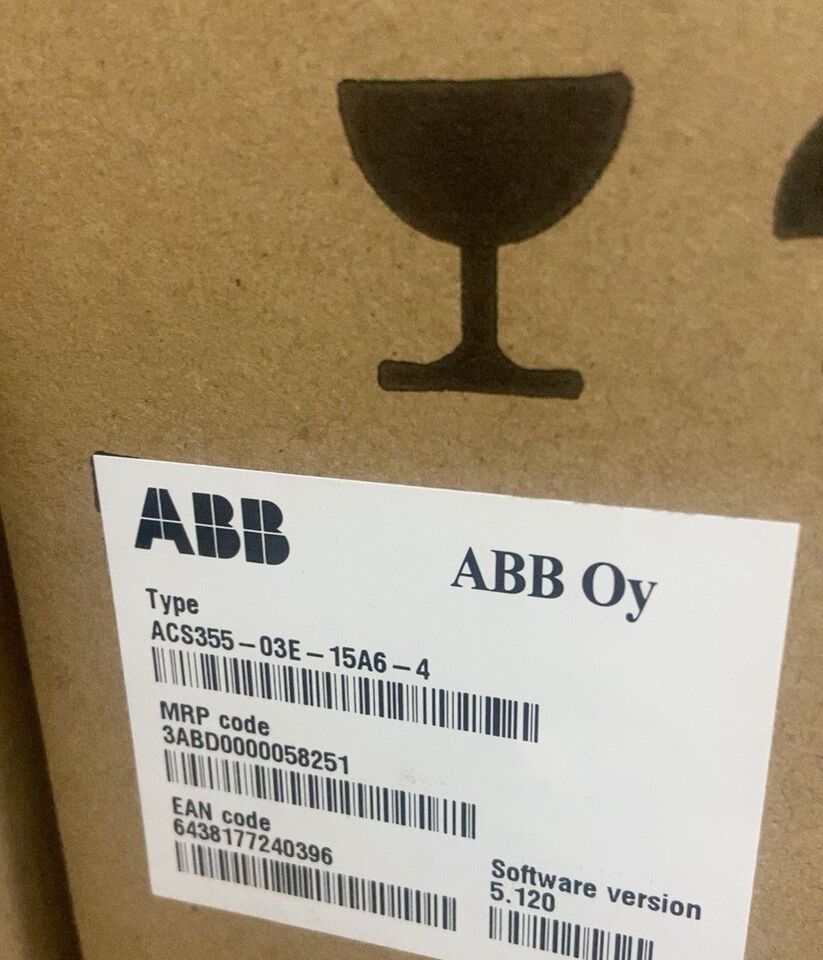 ABB
ABB Oy
Type
ACS355-03E-15A6-4
MRP code
3ABD0000058251
EAN code
6438177240396
Software version
5.120